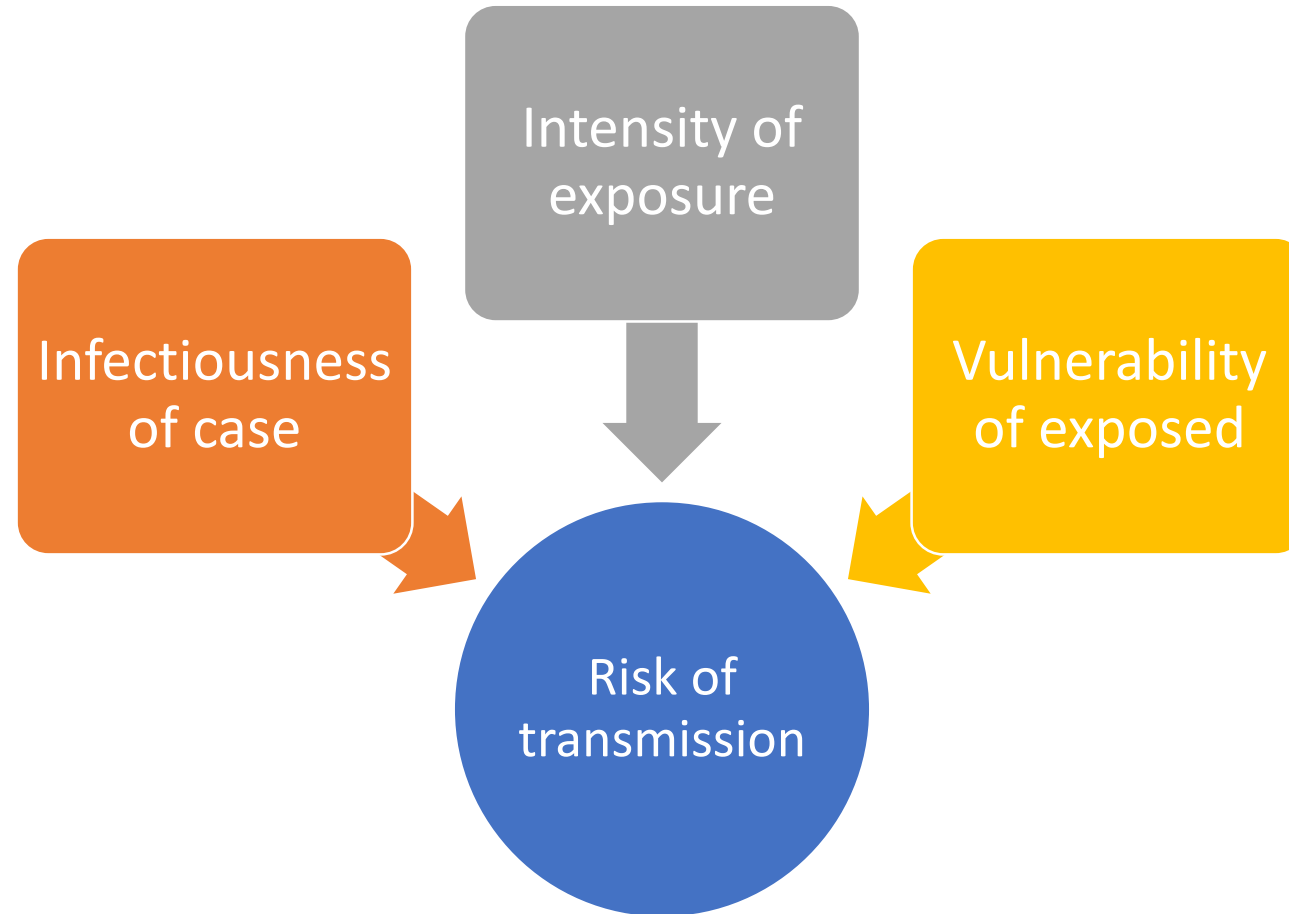 Intensity of
exposure
Infectiousness
of case
Vulnerability
of exposed
Risk of
transmission